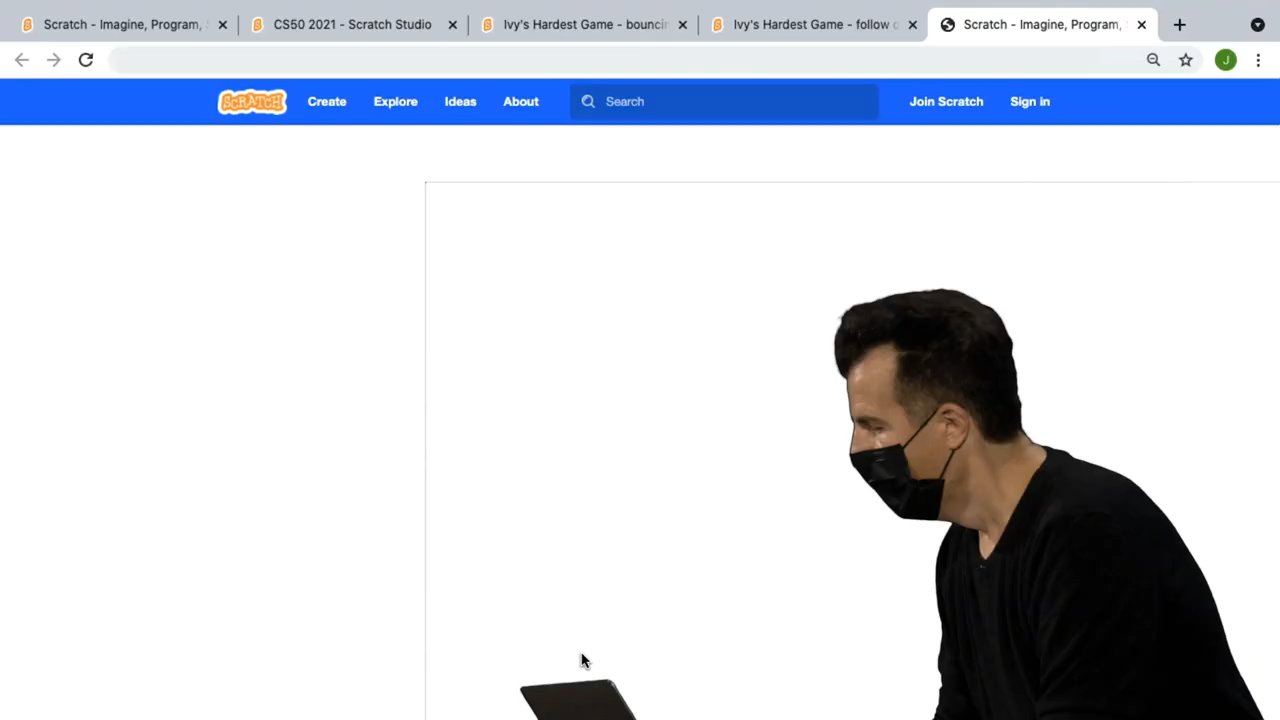 Scratch - Imagine, Program,
CS50 2021 - Scratch Studio
Ivy's Hardest Game - bouncin
Ivy's Hardest Game - follow
Scratch - Imagine, Program,
J
SCRATCH
Create
Explore
Ideas
About
Search
Join Scratch
Sign in